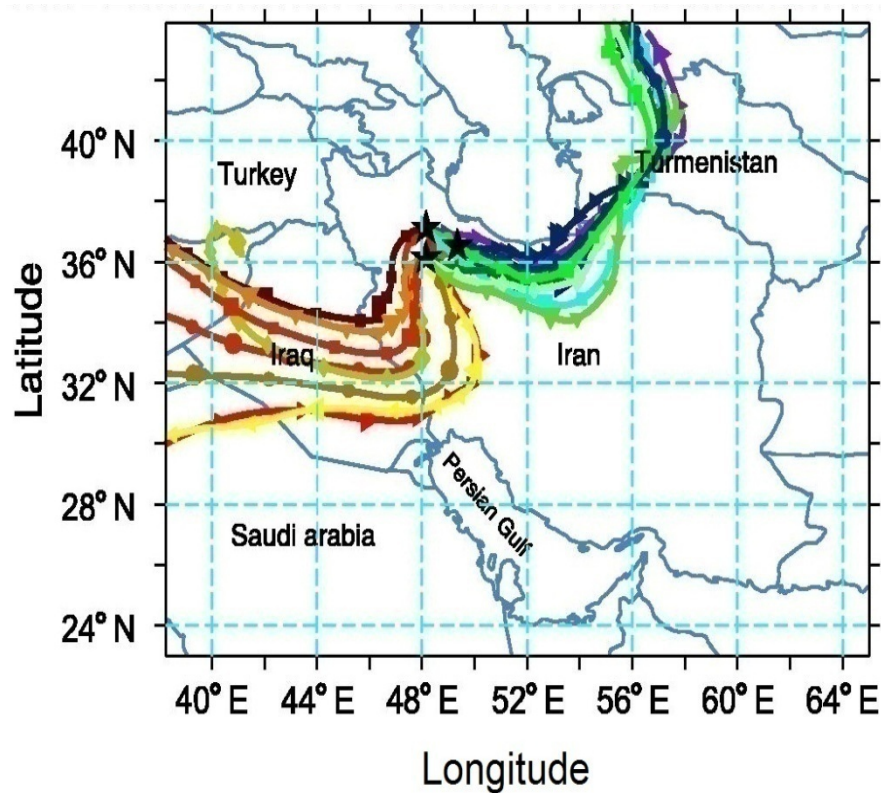 40° N
36° N
32° N
28° N
24° N
Latitude
Turkey
Turmenistan
Iraq
Iran
Persian Gulf
Saudi arabia
40° E 44° E 48° E 52° E 56° E 60° E 64° E
Longitude